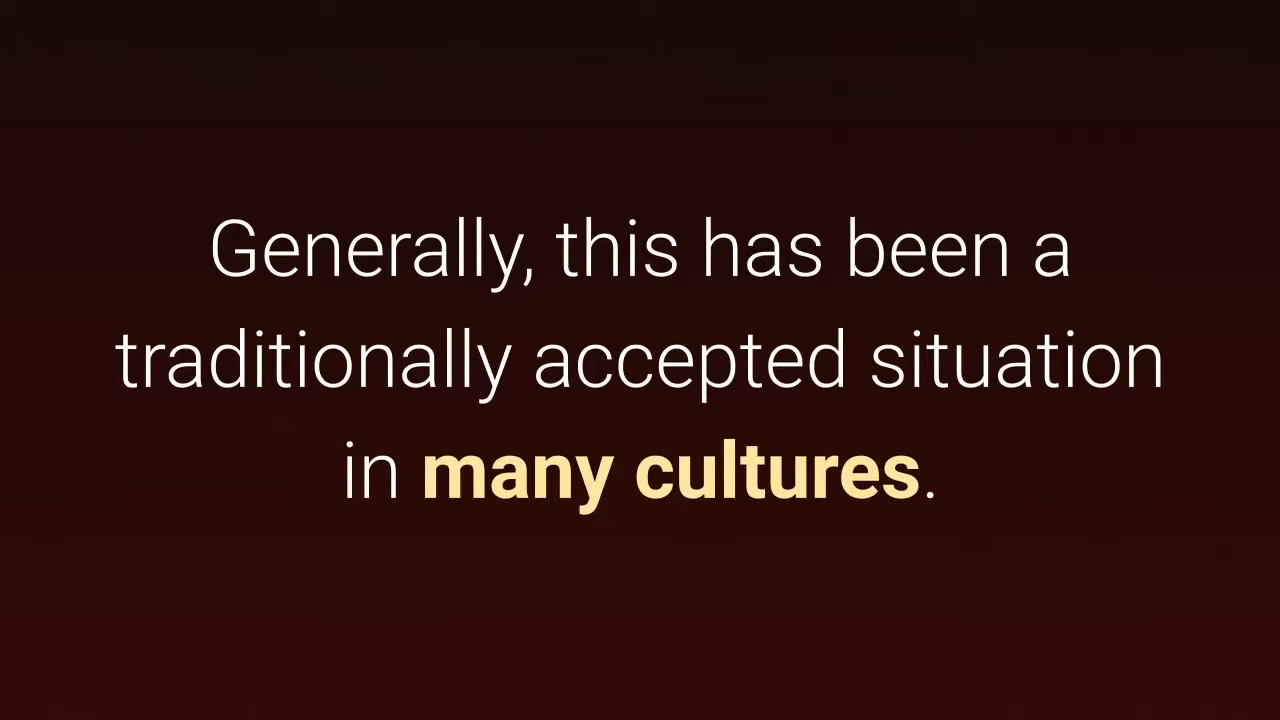 Generally, this has been a
traditionally accepted situation
in many cultures.